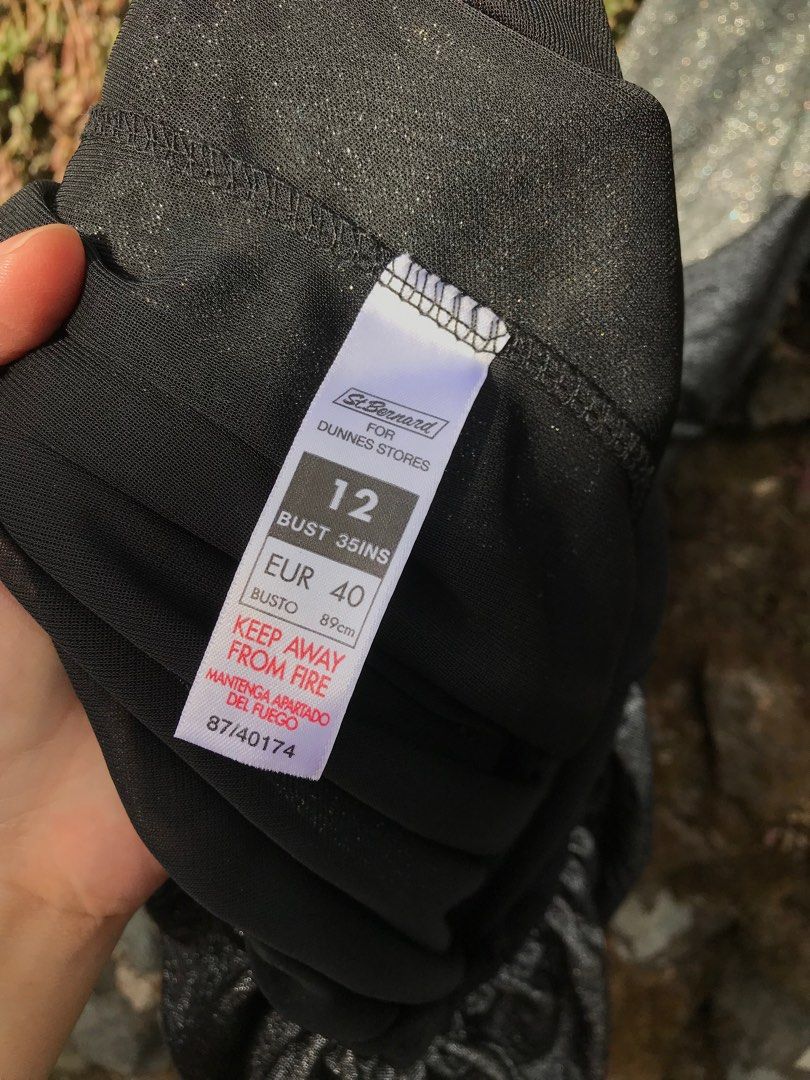 St.Bernard
FOR
DUNNES STORES
12
BUST 35INS
EUR 40
BUSTO 89cm
KEEP AWAY
FROM FIRE
MANTENGA APARTADO
DEL FUEGO
87/40174